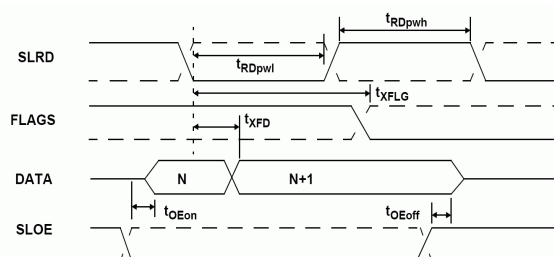 tRDpwh
SLRD
tRDpwl
tXFLG
FLAGS
tXFD
DATA
N
N+1
tOEon
tOEoff
SLOE